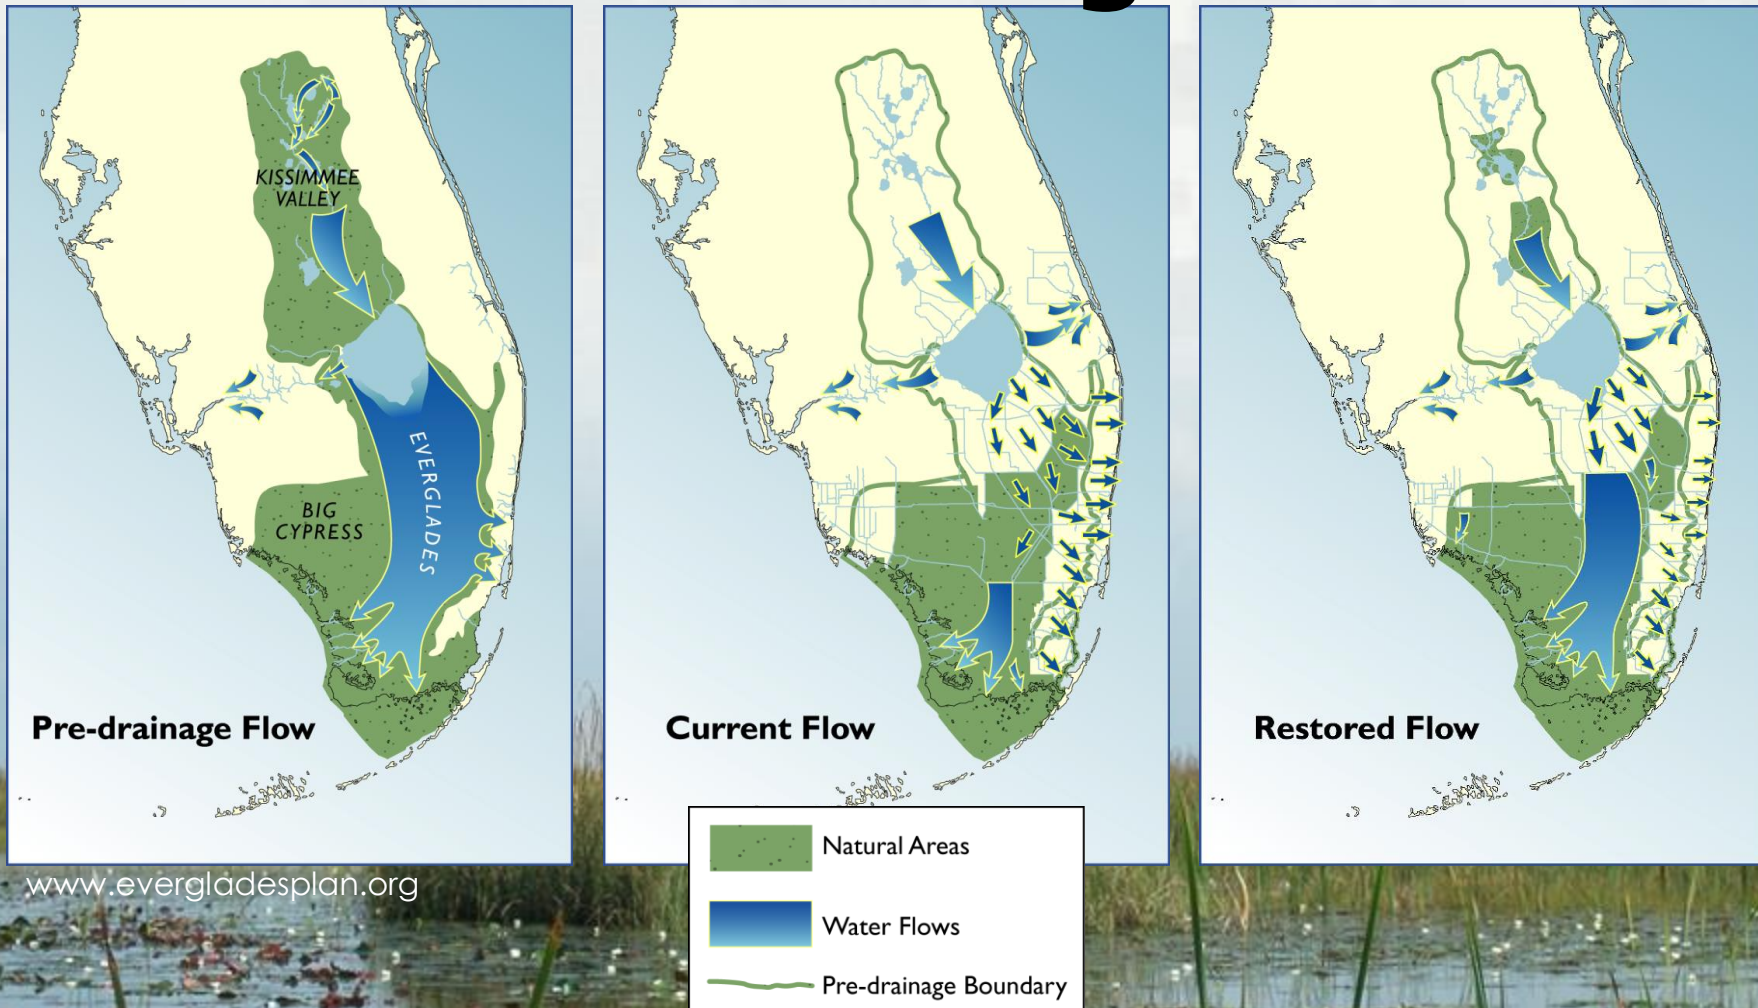 KISSIMMEE
VALLEY
EVERGLADES
BIG
CYPRESS
Pre-drainage Flow
Current Flow
Restored Flow
www.evergladesplan.org
Natural Areas
Water Flows
Pre-drainage Boundary